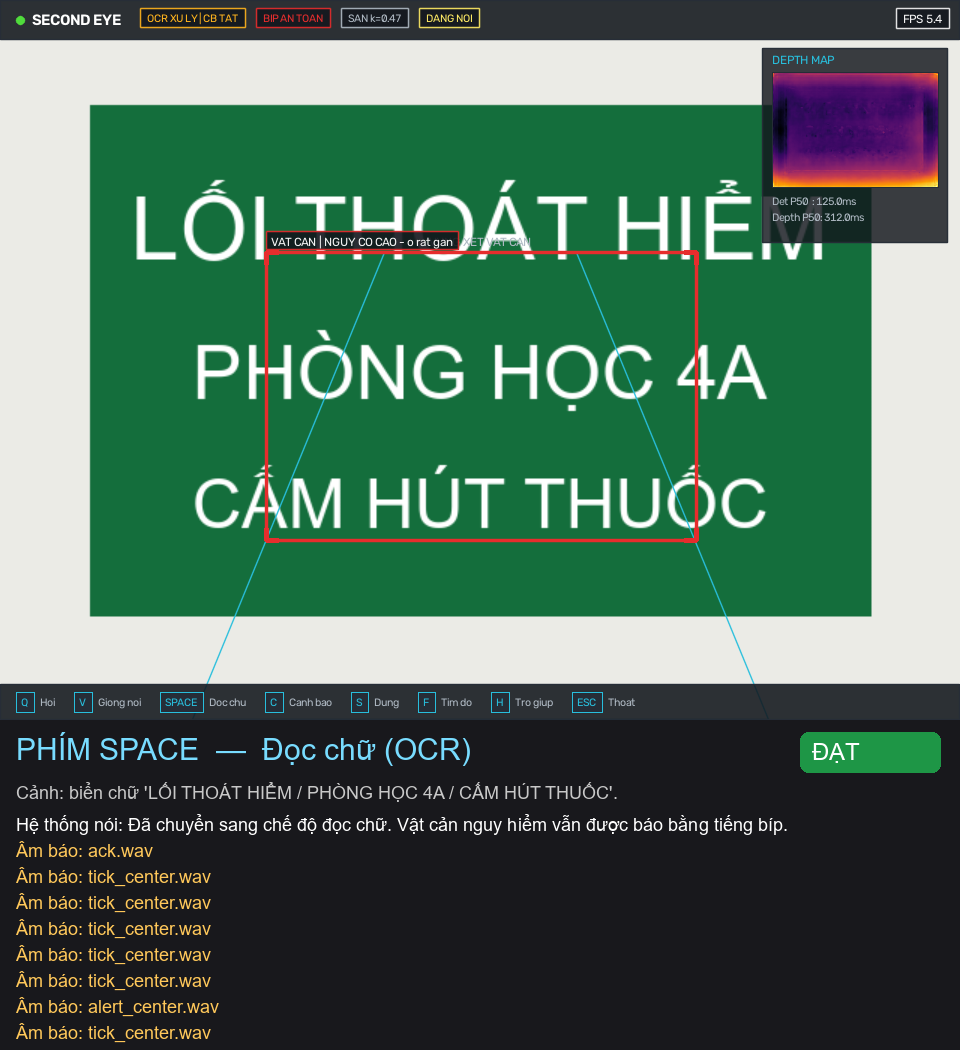 SECOND EYE
OCR XU LY | CB TAT
BIP AN TOAN
SAN k=0.47
DANG NOI
FPS 5.4
DEPTH MAP
Det P50 : 125.0ms
Depth P50: 312.0ms
LỐI THOÁT HIỂM
VAT CAN | NGUY CO CAO - o rat gan
XET VAT CAN
PHÒNG HỌC 4A
CẤM HÚT THUỐC
Q Hoi V Giong noi SPACE Doc chu C Canh bao S Dung F Tim do H Tro giup ESC Thoat
PHÍM SPACE — Đọc chữ (OCR)
ĐẠT
Cảnh: biển chữ 'LỐI THOÁT HIỂM / PHÒNG HỌC 4A / CẤM HÚT THUỐC'.
Hệ thống nói: Đã chuyển sang chế độ đọc chữ. Vật cản nguy hiểm vẫn được báo bằng tiếng bíp.
Âm báo: ack.wav
Âm báo: tick_center.wav
Âm báo: tick_center.wav
Âm báo: tick_center.wav
Âm báo: tick_center.wav
Âm báo: tick_center.wav
Âm báo: alert_center.wav
Âm báo: tick_center.wav